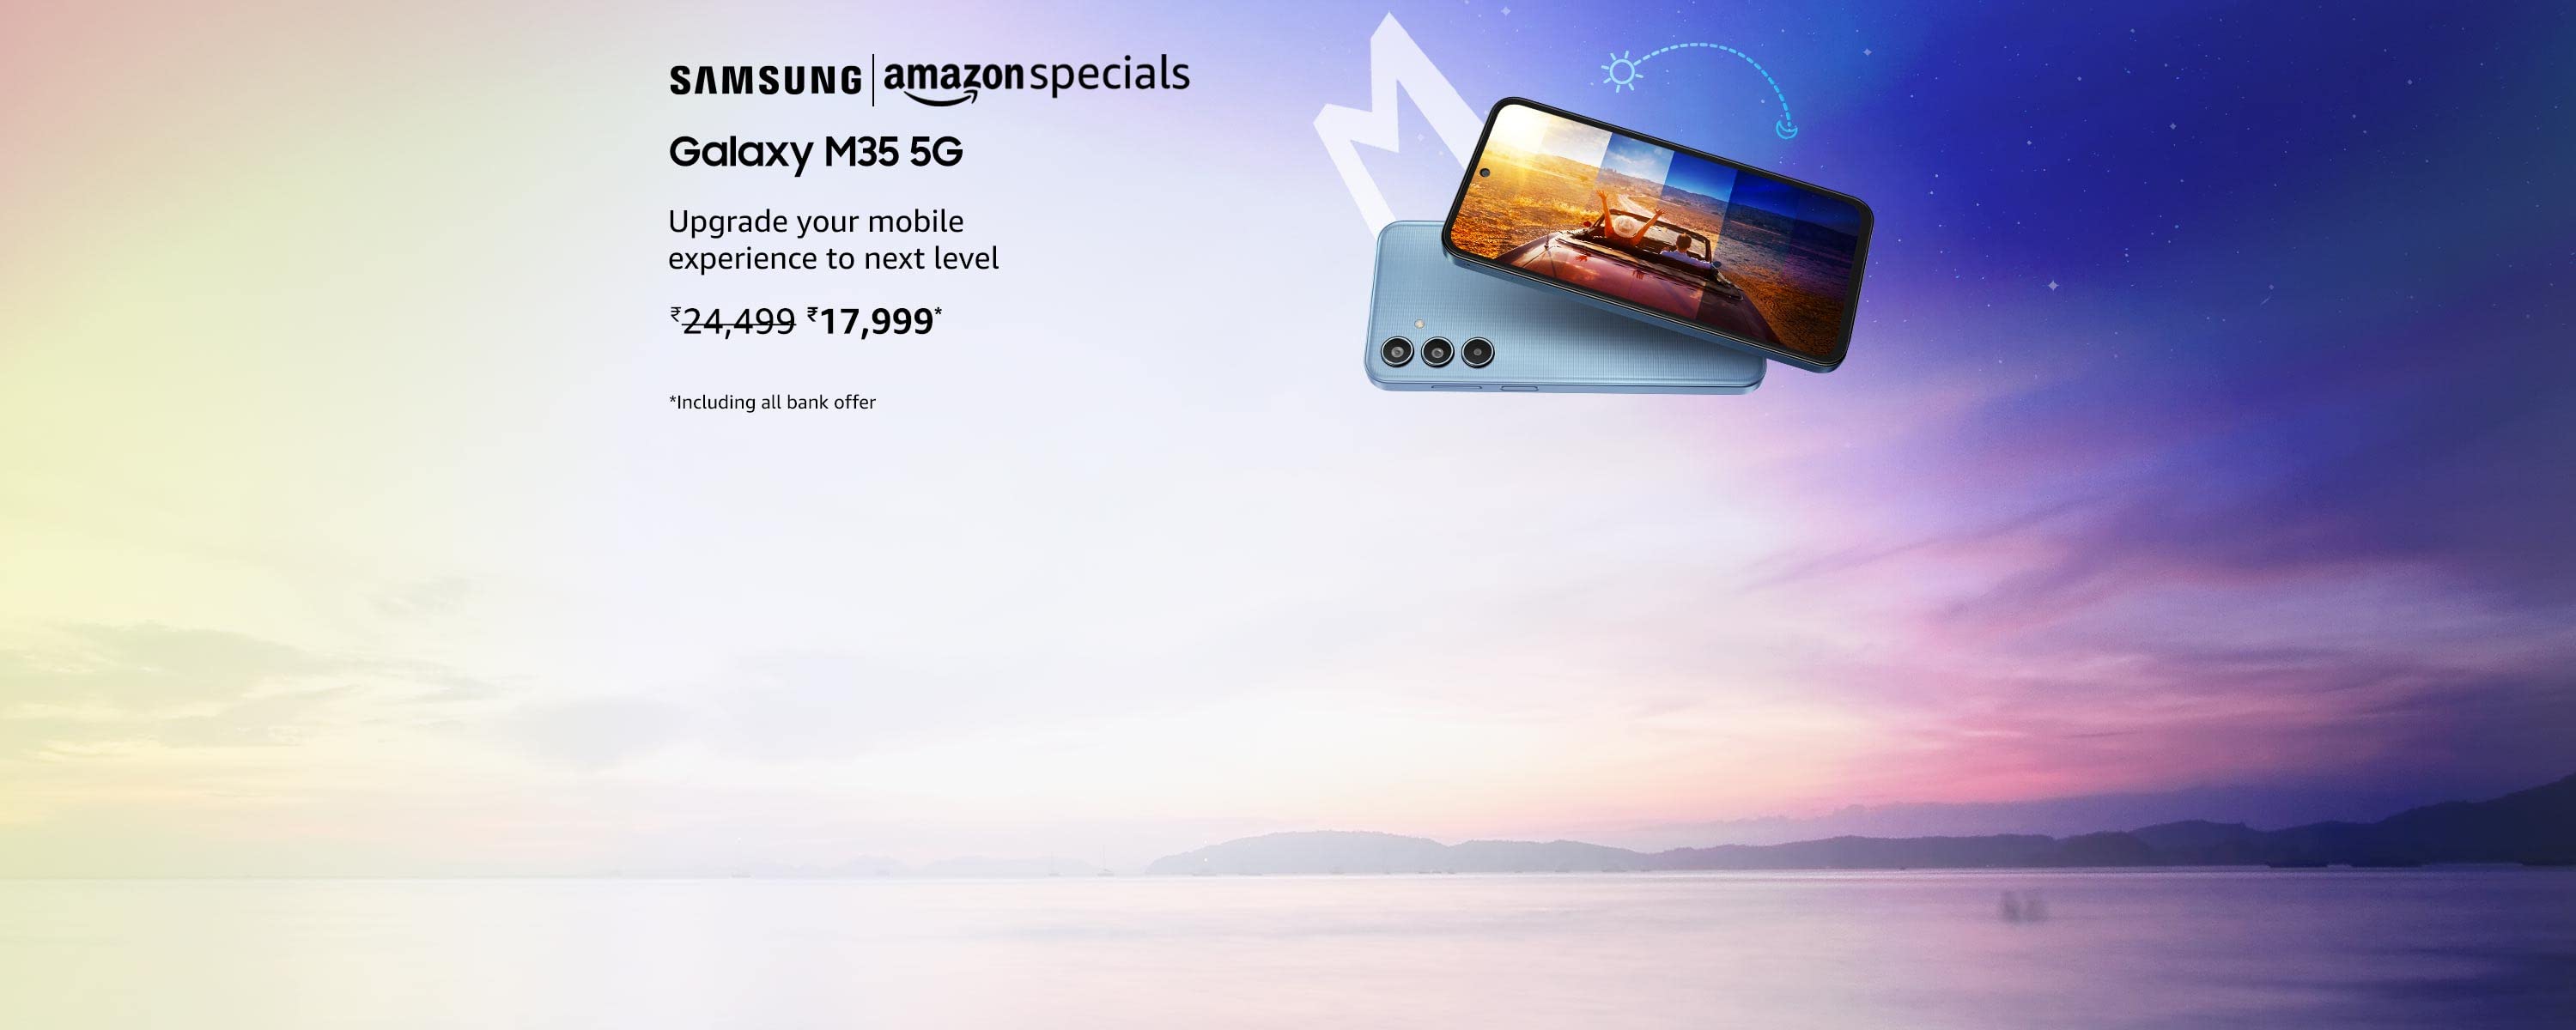 SAMSUNG | amazon specials
Galaxy M35 5G
Upgrade your mobile
experience to next level
₹24,499 ₹17,999*
*Including all bank offer
M